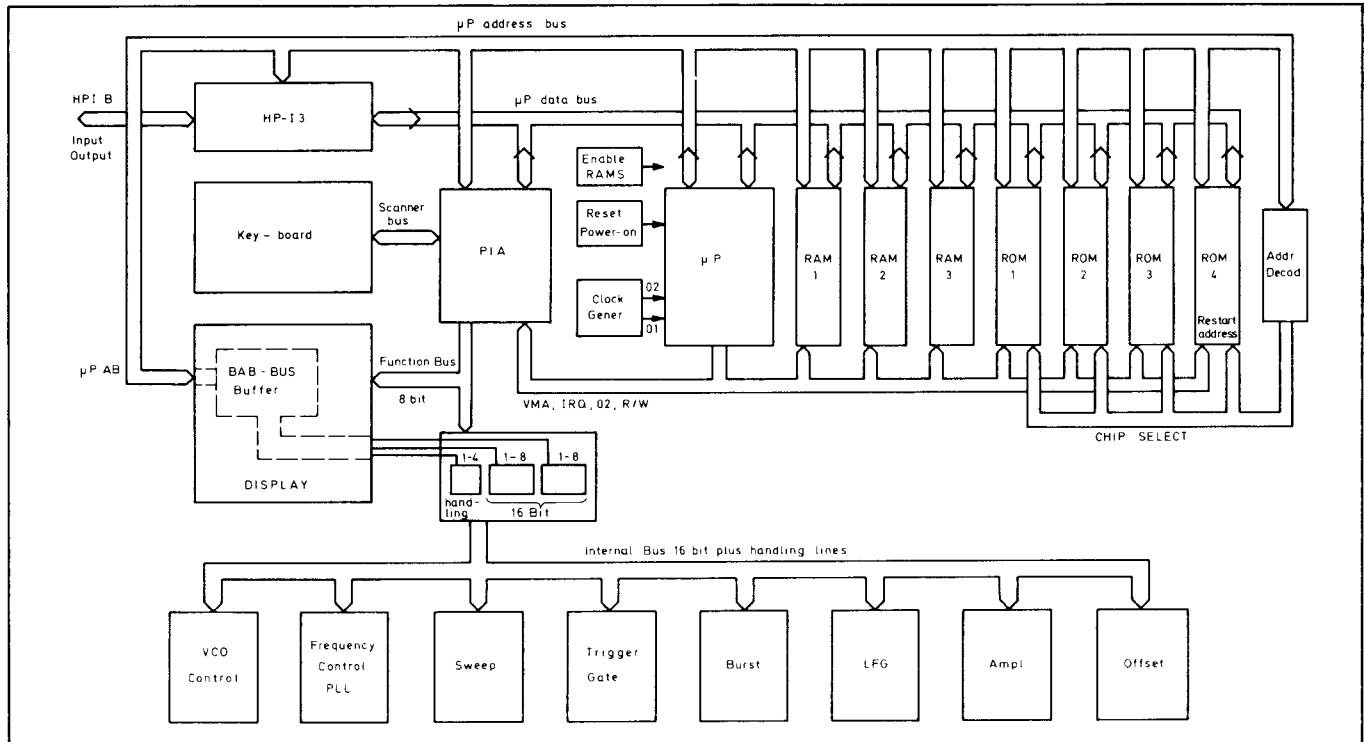 µP address bus
HPI B
Input
Output
HP-I3
µP data bus
Enable
RAMS
Reset
Power-on
Clock
Gener
02
01
Key-board
Scanner
bus
PIA
µP
RAM
1
RAM
2
RAM
3
ROM
1
ROM
2
ROM
3
ROM
4
Restart
address
Addr
Decod.
µP AB
BAB-BUS
Buffer
DISPLAY
Function Bus
8 bit
VMA, IRQ, 02, R/W
CHIP SELECT
1-4
1-8
1-8
hand-
ling
16 Bit
Internal Bus 16 bit plus handling lines
VCO
Control
Frequency
Control
PLL
Sweep
Trigger
Gate
Burst
LFG
Ampl
Offset